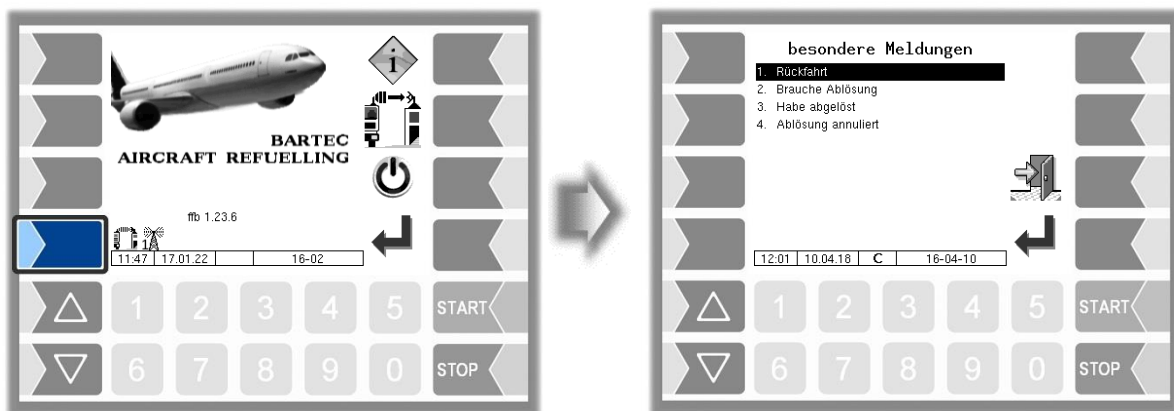 i
1
BARTEC
AIRCRAFT REFUELLING
ffb 1.23.6
1
11:47 17.01.22 16-02
1 2 3 4 5 START
6 7 8 9 0 STOP
besondere Meldungen
1. Rückfahrt
2. Brauche Ablösung
3. Habe abgelöst
4. Ablösung annuliert
12:01 10.04.18 C 16-04-10
1 2 3 4 5 START
6 7 8 9 0 STOP